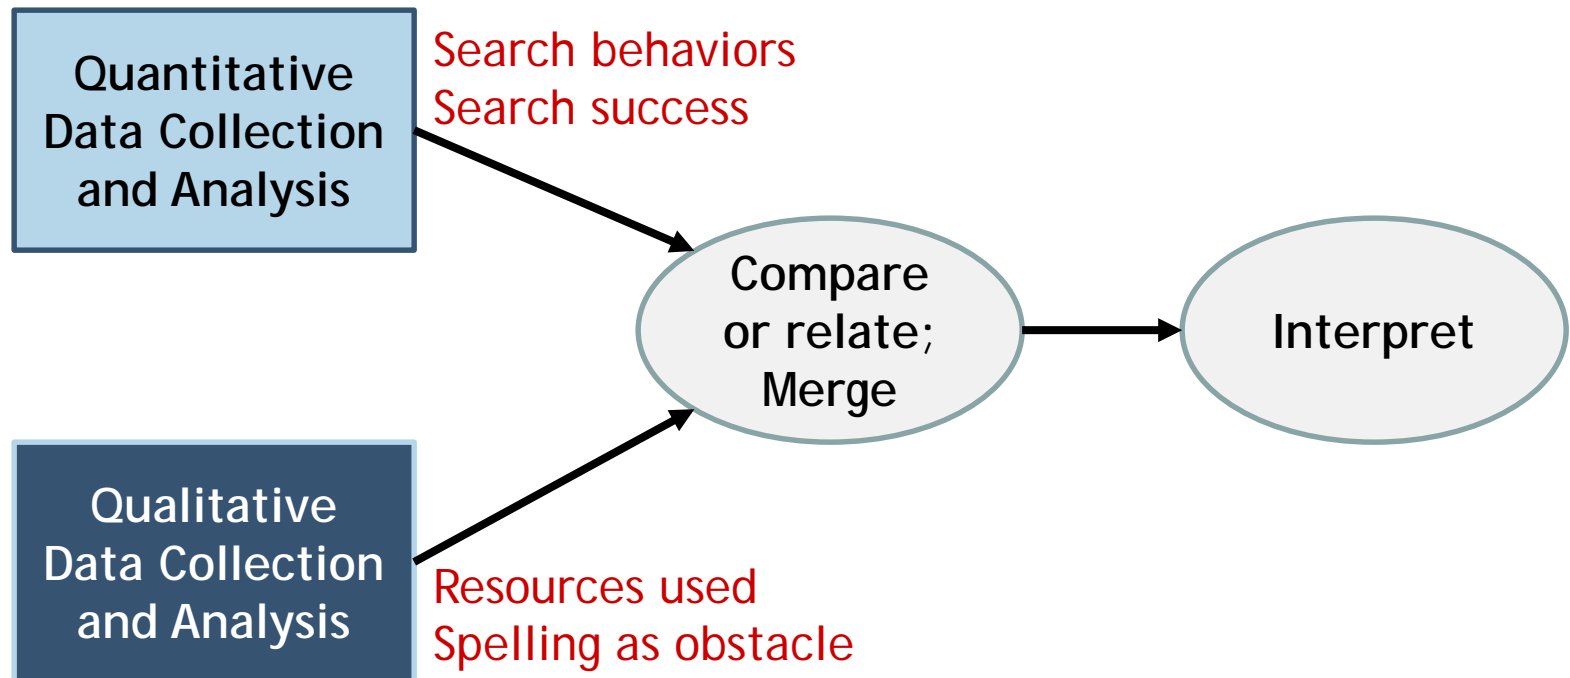 Quantitative
Data Collection
and Analysis
Search behaviors
Search success
Compare
or relate;
Merge
Interpret
Qualitative
Data Collection
and Analysis
Resources used
Spelling as obstacle